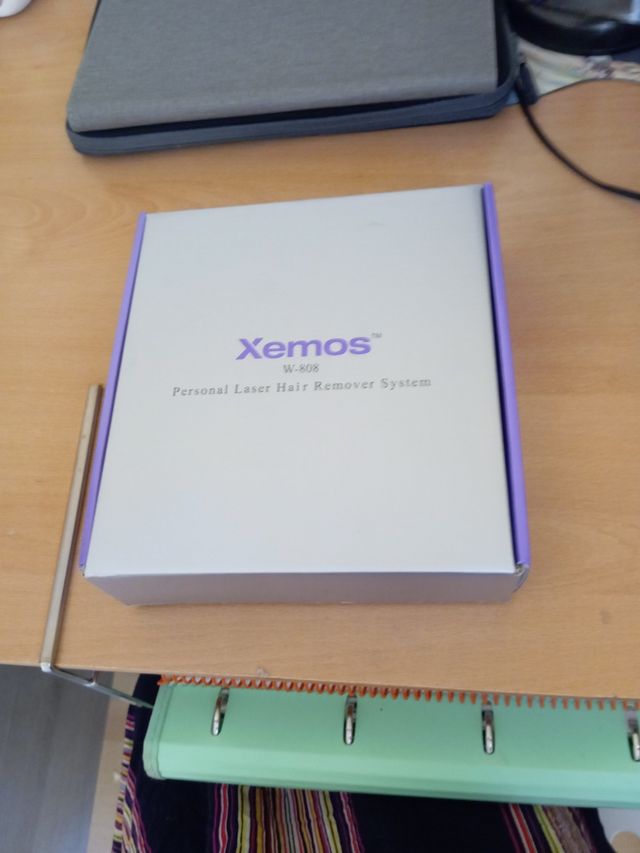 Xemos™
W-808
Personal Laser Hair Remover System